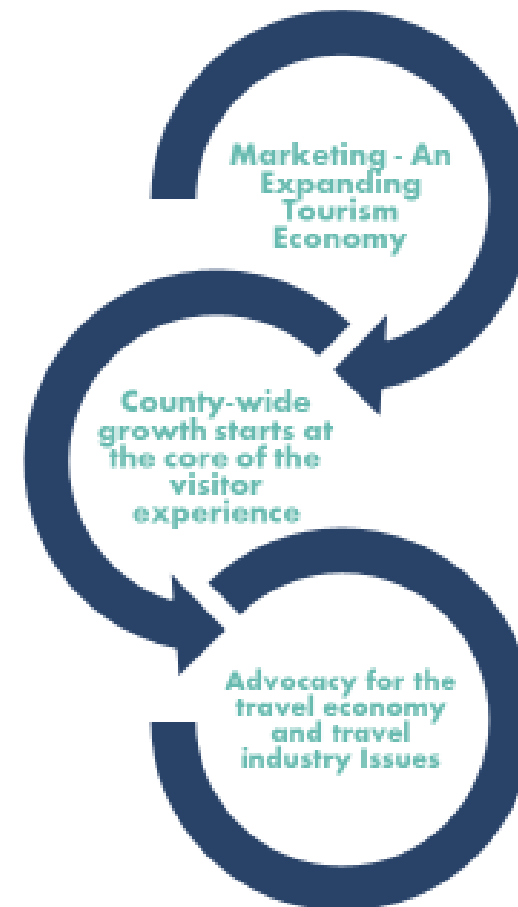 Marketing - An
Expanding
Tourism
Economy
County-wide
growth starts at
the core of the
visitor
experience
Advocacy for the
travel economy
and travel
industry Issues